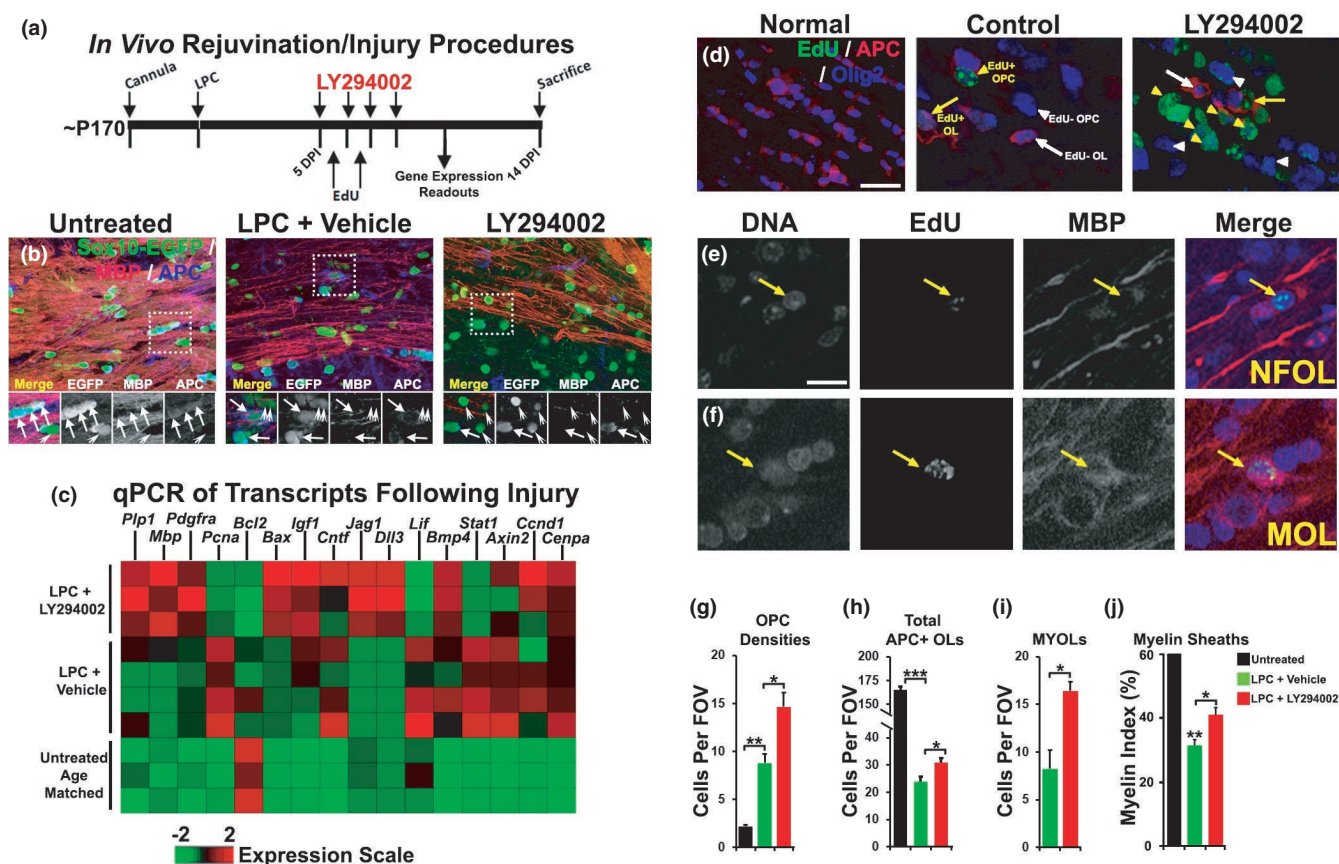 (a)
In Vivo Rejuvination/Injury Procedures
Cannula
LPC
LY294002
Sacrifice
~P170
5 DPI
EdU
Gene Expression
Readouts
14 DPI
(b)
Untreated
LPC + Vehicle
LY294002
Sox10-EGFP /
MBP / APC
Merge EGFP MBP APC
Merge EGFP MBP APC
Merge EGFP MBP APC
(c)
qPCR of Transcripts Following Injury
Plp1 Mbp Pdgfra Pcna Bcl2 Bax Igf1 Cntf Jag1 Dll3 Lif Bmp4 Stat1 Axin2 Ccnd1 Cenpa
LPC +
LY294002
LPC +
Vehicle
Untreated
Age
Matched
-2 2
Expression Scale
(d)
Normal
Control
LY294002
EdU / APC
/ Olig2
EdU+
OPC
EdU+
OL
EdU- OPC
EdU- OL
DNA
EdU
MBP
Merge
(e)
NFOL
(f)
MOL
(g)
OPC
Densities
Cells Per FOV
20
15
10
5
0
**
*
(h)
Total
APC+ OLs
Cells Per FOV
200
150
40
30
20
10
0
***
*
(i)
MYOLs
Cells Per FOV
20
15
10
5
0
*
(j)
Myelin Sheaths
Myelin Index (%)
60
40
20
0
**
*
Untreated
LPC + Vehicle
LPC + LY294002